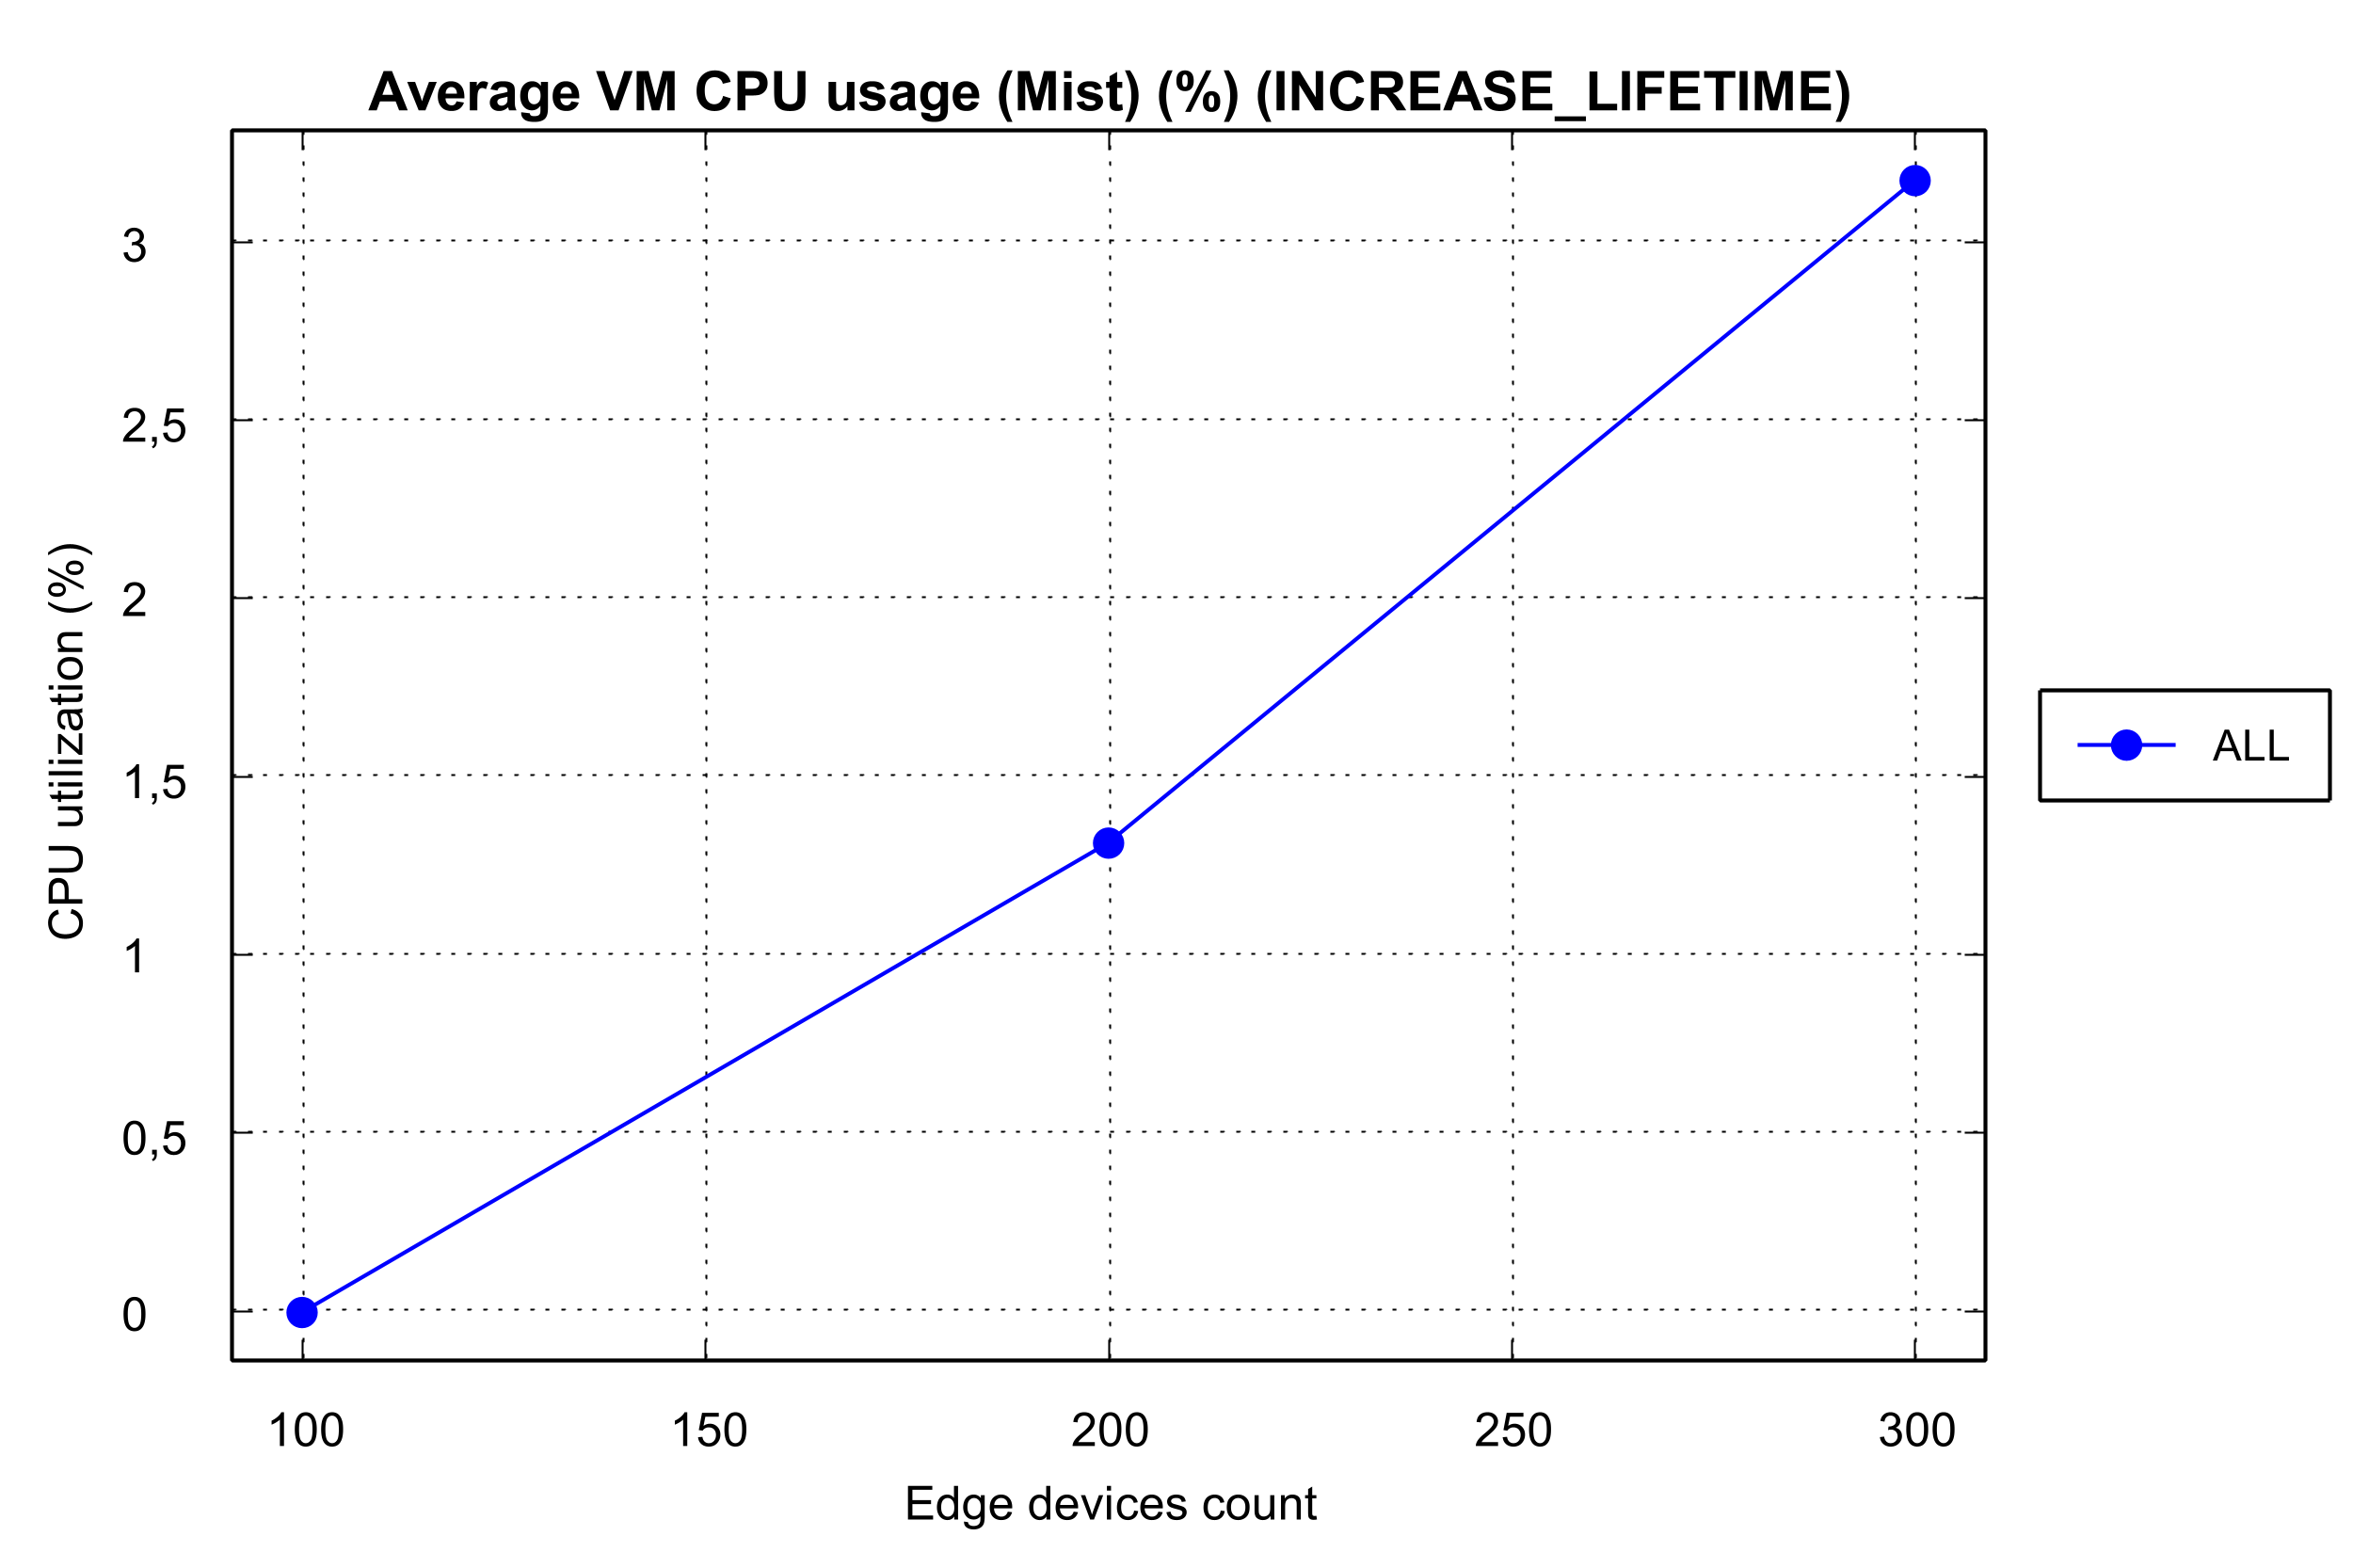 Average VM CPU usage (Mist) (%) (INCREASE_LIFETIME)
3
2,5
2
1,5
1
0,5
0
CPU utilization (%)
ALL
100 150 200 250 300
Edge devices count